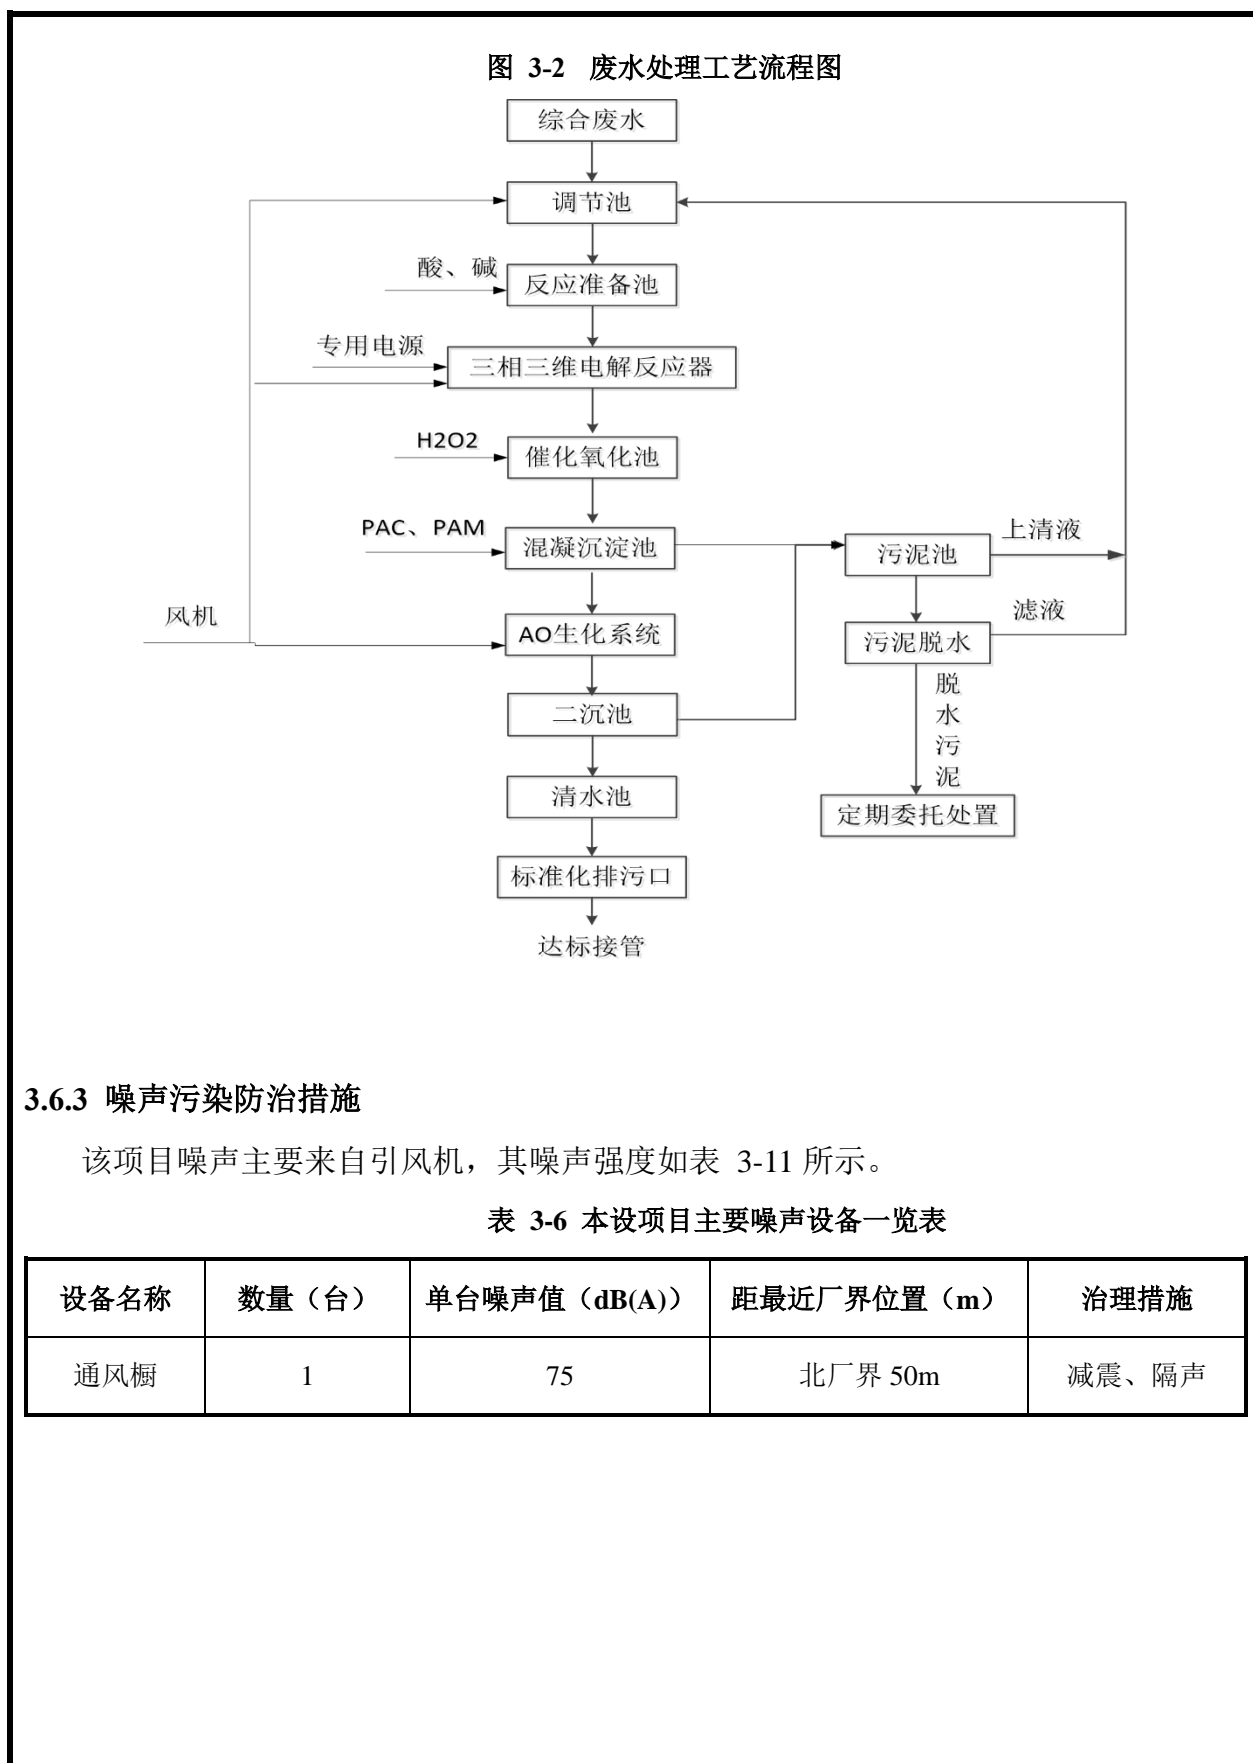 图 3-2 废水处理工艺流程图
综合废水
调节池
酸、碱
反应准备池
专用电源
三相三维电解反应器
H2O2
催化氧化池
PAC、PAM
混凝沉淀池
污泥池
上清液
风机
AO生化系统
污泥脱水
滤液
脱水污泥
二沉池
清水池
定期委托处置
标准化排污口
达标接管
3.6.3 噪声污染防治措施
该项目噪声主要来自引风机，其噪声强度如表 3-11 所示。
表 3-6 本设项目主要噪声设备一览表
设备名称 数量（台） 单台噪声值（dB(A)） 距最近厂界位置（m） 治理措施
通风橱 1 75 北厂界 50m 减震、隔声